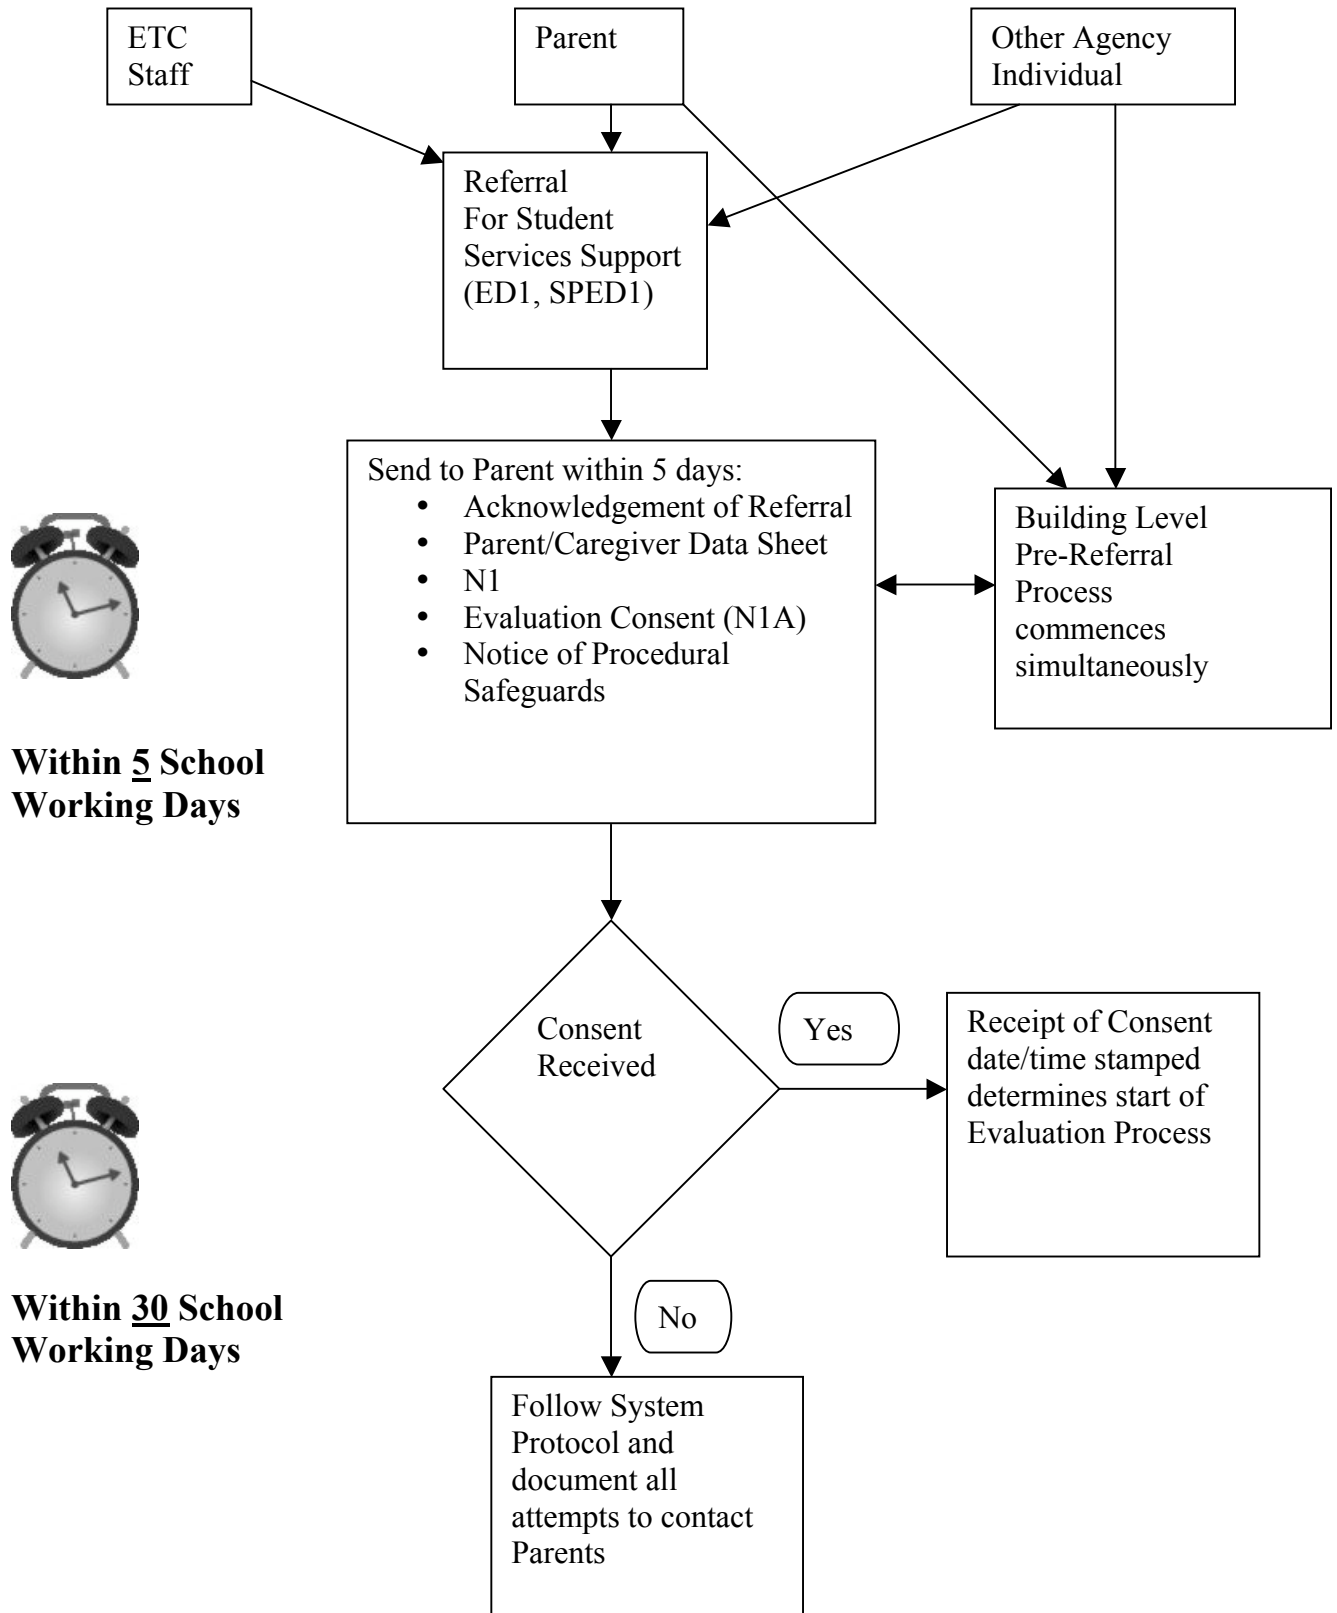 ETC
Staff
Parent
Other Agency
Individual
Referral
For Student
Services Support
(ED1, SPED1)
Send to Parent within 5 days:
• Acknowledgement of Referral
• Parent/Caregiver Data Sheet
• N1
• Evaluation Consent (N1A)
• Notice of Procedural
Safeguards
Building Level
Pre-Referral
Process
commences
simultaneously
Within 5 School
Working Days
Consent
Received
Yes
Receipt of Consent
date/time stamped
determines start of
Evaluation Process
Within 30 School
Working Days
No
Follow System
Protocol and
document all
attempts to contact
Parents